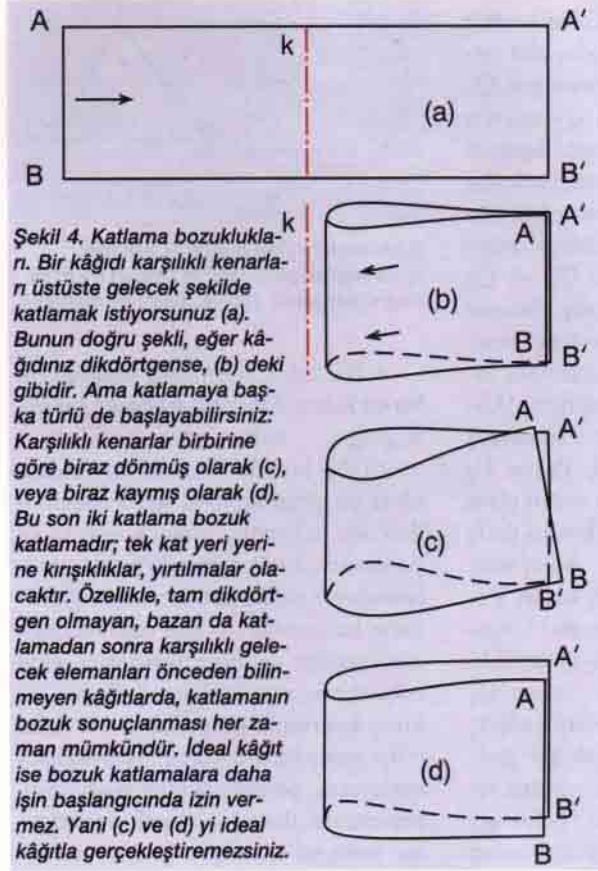 A A′
k
(a)
B B′
k
Şekil 4. Katlama bozuklukla-
rı. Bir kâğıdı karşılıklı kenarla-
rı üstüste gelecek şekilde
katlamak istiyorsunuz (a).
Bunun doğru şekli, eğer kâ-
ğıdınız dikdörtgense, (b) deki
gibidir. Ama katlamaya baş-
ka türlü de başlayabilirsiniz:
Karşılıklı kenarlar birbirine
göre biraz dönmüş olarak (c),
veya biraz kaymış olarak (d).
Bu son iki katlama bozuk
katlamadır; tek kat yeri yeri-
ne kırışıklıklar, yırtılmalar ola-
caktır. Özellikle, tam dikdört-
gen olmayan, bazan da kat-
lamadan sonra karşılıklı gele-
cek elemanları önceden bilin-
meyen kâğıtlarda, katlamanın
bozuk sonuçlanması her za-
man mümkündür. İdeal kâğıt
ise bozuk katlamalara daha
işin başlangıcında izin ver-
mez. Yani (c) ve (d) yi ideal
kâğıtla gerçekleştiremezsiniz.
A′
A
(b)
B
B′
A
A′
(c)
B
B′
A′
A
(d)
B′
B